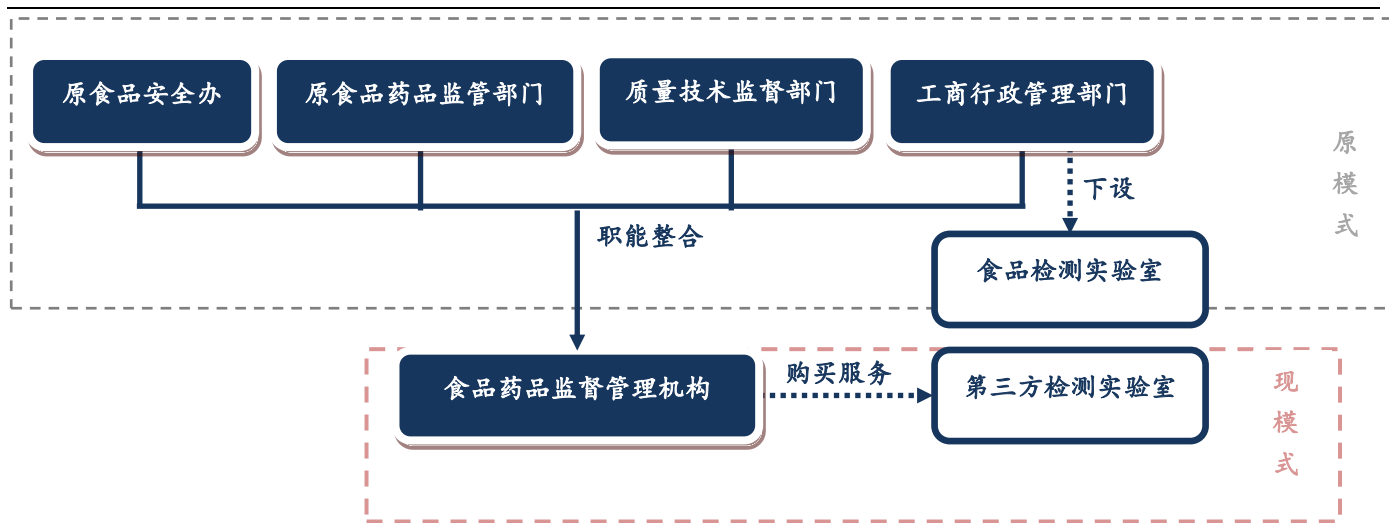 原食品安全办
原食品药品监管部门
质量技术监督部门
工商行政管理部门
原模式
下设
职能整合
食品检测实验室
食品药品监督管理机构
购买服务
第三方检测实验室
现模式